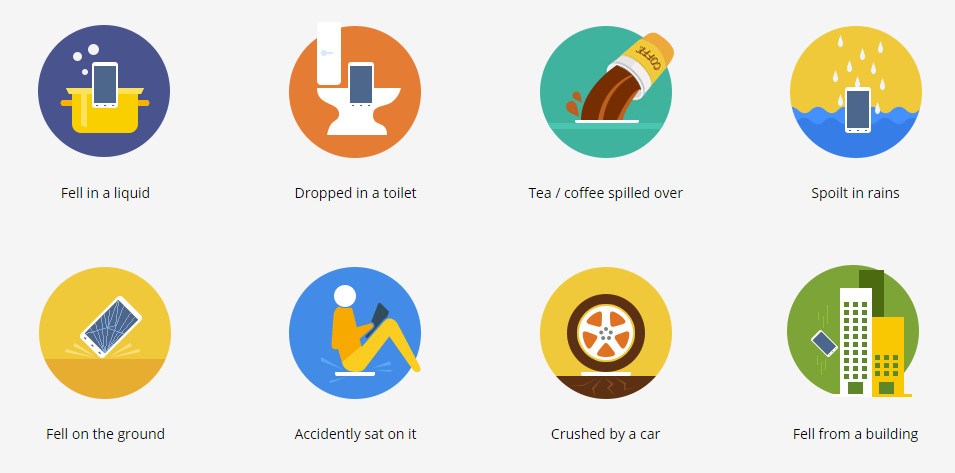 COFFE
Fell in a liquid
Dropped in a toilet
Tea / coffee spilled over
Spoilt in rains
Fell on the ground
Accidently sat on it
Crushed by a car
Fell from a building